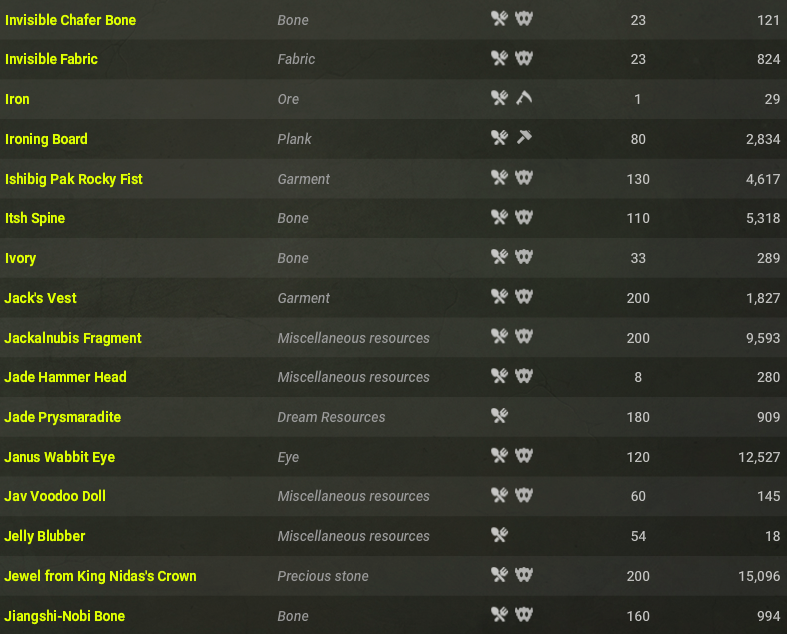 Invisible Chafer Bone Bone 23 121
Invisible Fabric Fabric 23 824
Iron Ore 1 29
Ironing Board Plank 80 2,834
Ishibig Pak Rocky Fist Garment 130 4,617
Itsh Spine Bone 110 5,318
Ivory Bone 33 289
Jack's Vest Garment 200 1,827
Jackalnubis Fragment Miscellaneous resources 200 9,593
Jade Hammer Head Miscellaneous resources 8 280
Jade Prysmaradite Dream Resources 180 909
Janus Wabbit Eye Eye 120 12,527
Jav Voodoo Doll Miscellaneous resources 60 145
Jelly Blubber Miscellaneous resources 54 18
Jewel from King Nidas's Crown Precious stone 200 15,096
Jiangshi-Nobi Bone Bone 160 994